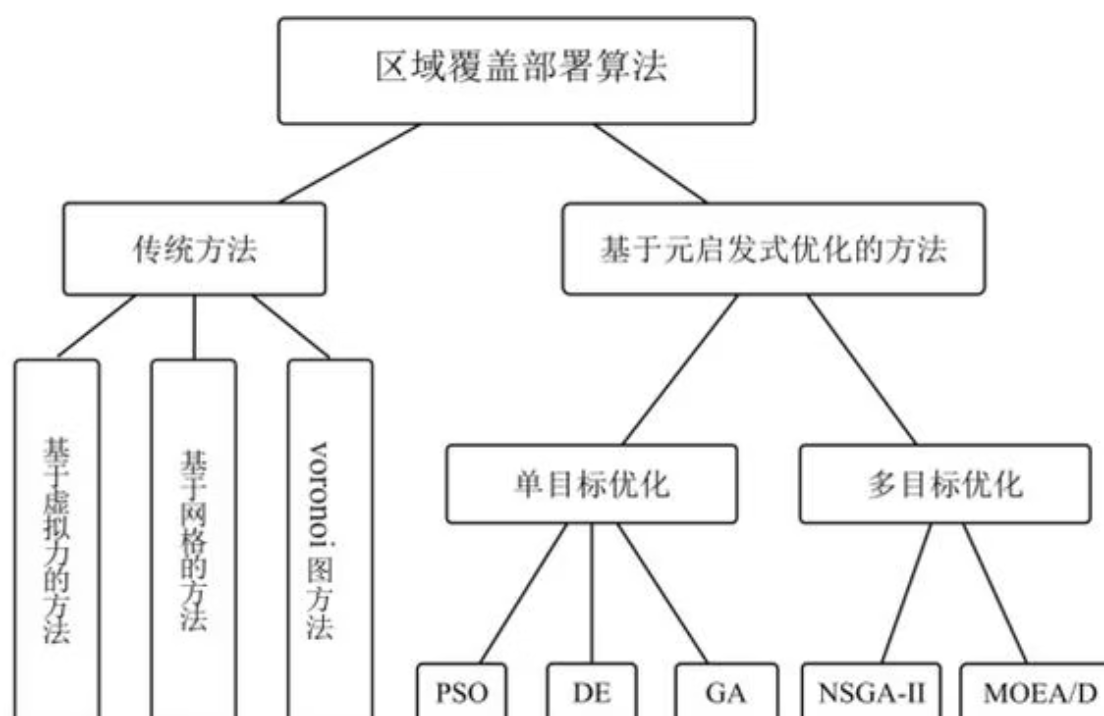 区域覆盖部署算法
传统方法
基于元启发式优化的方法
基于虚拟力的方法
基于网格的方法
voronoi 图方法
单目标优化
多目标优化
PSO
DE
GA
NSGA-II
MOEA/D